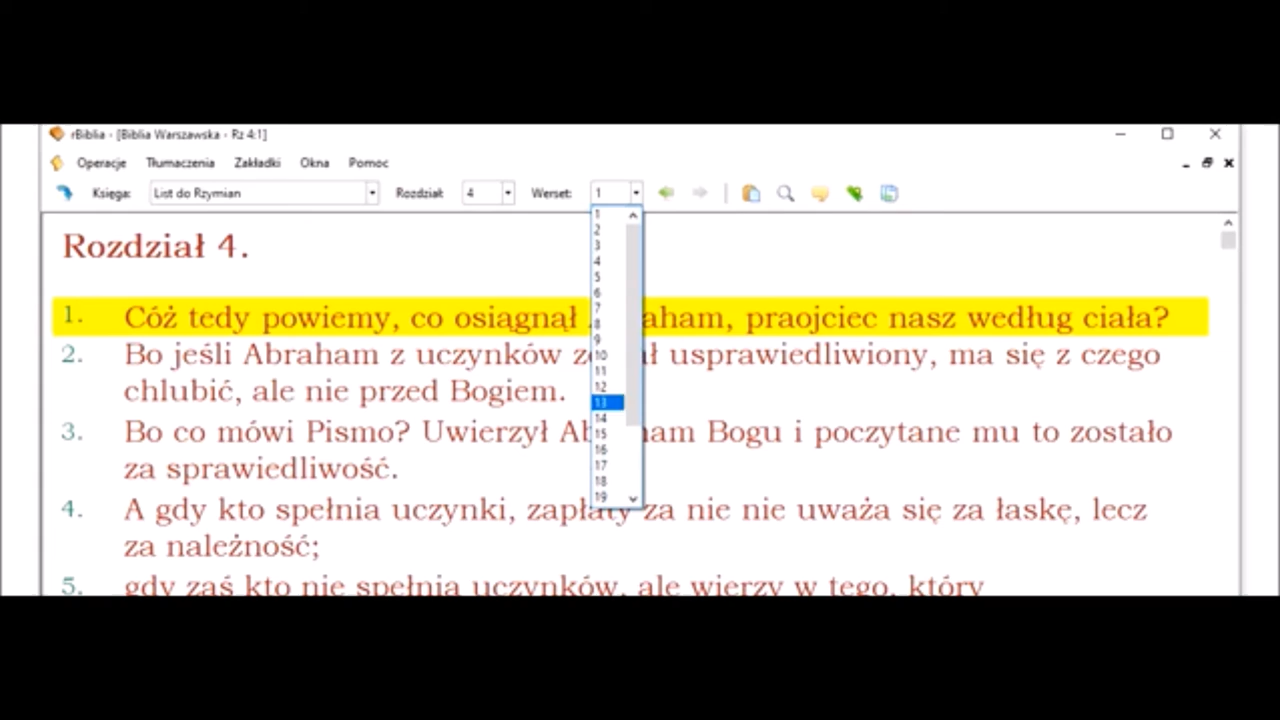 rBiblia - [Biblia Warszawska - Rz 4:1]
Operacje Tłumaczenia Zakładki Okna Pomoc
Księga: List do Rzymian Rozdział: 4 Werset: 1
1
2
3
4
5
6
7
8
9
10
11
12
13
14
15
16
17
18
19
Rozdział 4.
1. Cóż tedy powiemy, co osiągnął aham, praojciec nasz według ciała?
2. Bo jeśli Abraham z uczynków z ł usprawiedliwiony, ma się z czego
chlubić, ale nie przed Bogiem.
3. Bo co mówi Pismo? Uwierzył Ab ham Bogu i poczytane mu to zostało
za sprawiedliwość.
4. A gdy kto spełnia uczynki, zapłaty za nie nie uważa się za łaskę, lecz
za należność;
5. gdy zaś kto nie spełnia uczynków, ale wierzy w tego, który